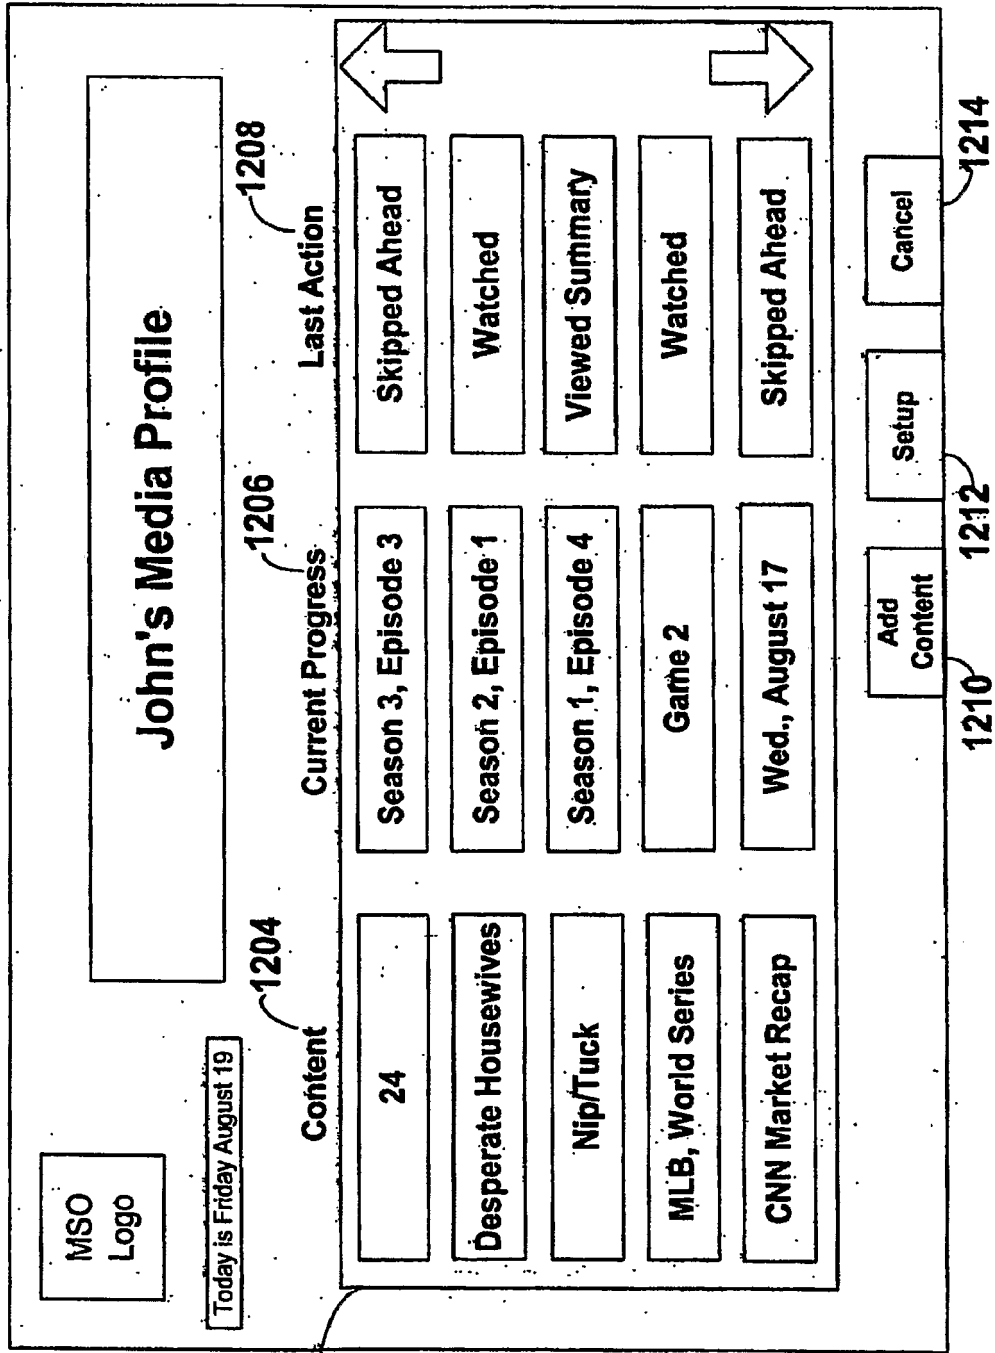 MSO
Logo
John's Media Profile
Today is Friday August 19
Content
1204
Current Progress
1206
Last Action
1208
24
Season 3, Episode 3
Skipped Ahead
Desperate Housewives
Season 2, Episode 1
Watched
Nip/Tuck
Season 1, Episode 4
Viewed Summary
MLB, World Series
Game 2
Watched
CNN Market Recap
Wed., August 17
Skipped Ahead
Add
Content
Setup
Cancel
1210
1212
1214